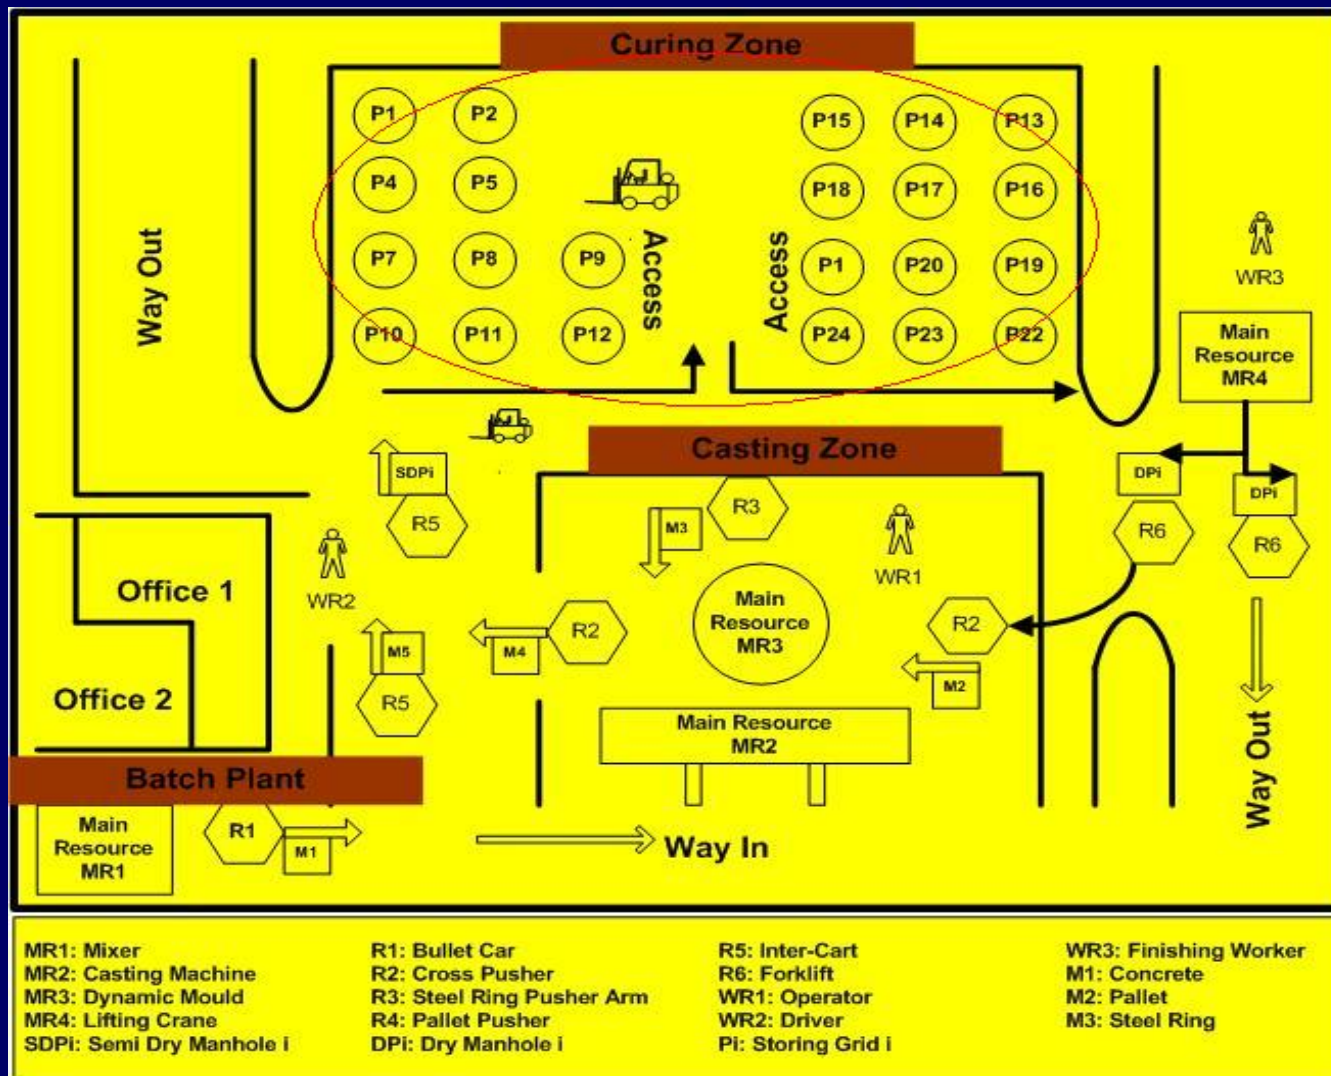 Curing Zone
P1 P2 P15 P14 P13
P4 P5 P18 P17 P16
P7 P8 P9 P1 P20 P19
P10 P11 P12 P24 P23 P22
Way Out
Access
Access
WR3
Main
Resource
MR4
Casting Zone
SDPi
R5
M3
R3
WR1
DPi
R6
DPi
R6
Office 1
WR2
Main
Resource
MR3
R2
M4
R2
M2
M5
R5
Office 2
Main Resource
MR2
Way Out
Batch Plant
Main
Resource
MR1
R1
M1
Way In
MR1: Mixer
MR2: Casting Machine
MR3: Dynamic Mould
MR4: Lifting Crane
SDPi: Semi Dry Manhole i
R1: Bullet Car
R2: Cross Pusher
R3: Steel Ring Pusher Arm
R4: Pallet Pusher
DPi: Dry Manhole i
R5: Inter-Cart
R6: Forklift
WR1: Operator
WR2: Driver
Pi: Storing Grid i
WR3: Finishing Worker
M1: Concrete
M2: Pallet
M3: Steel Ring